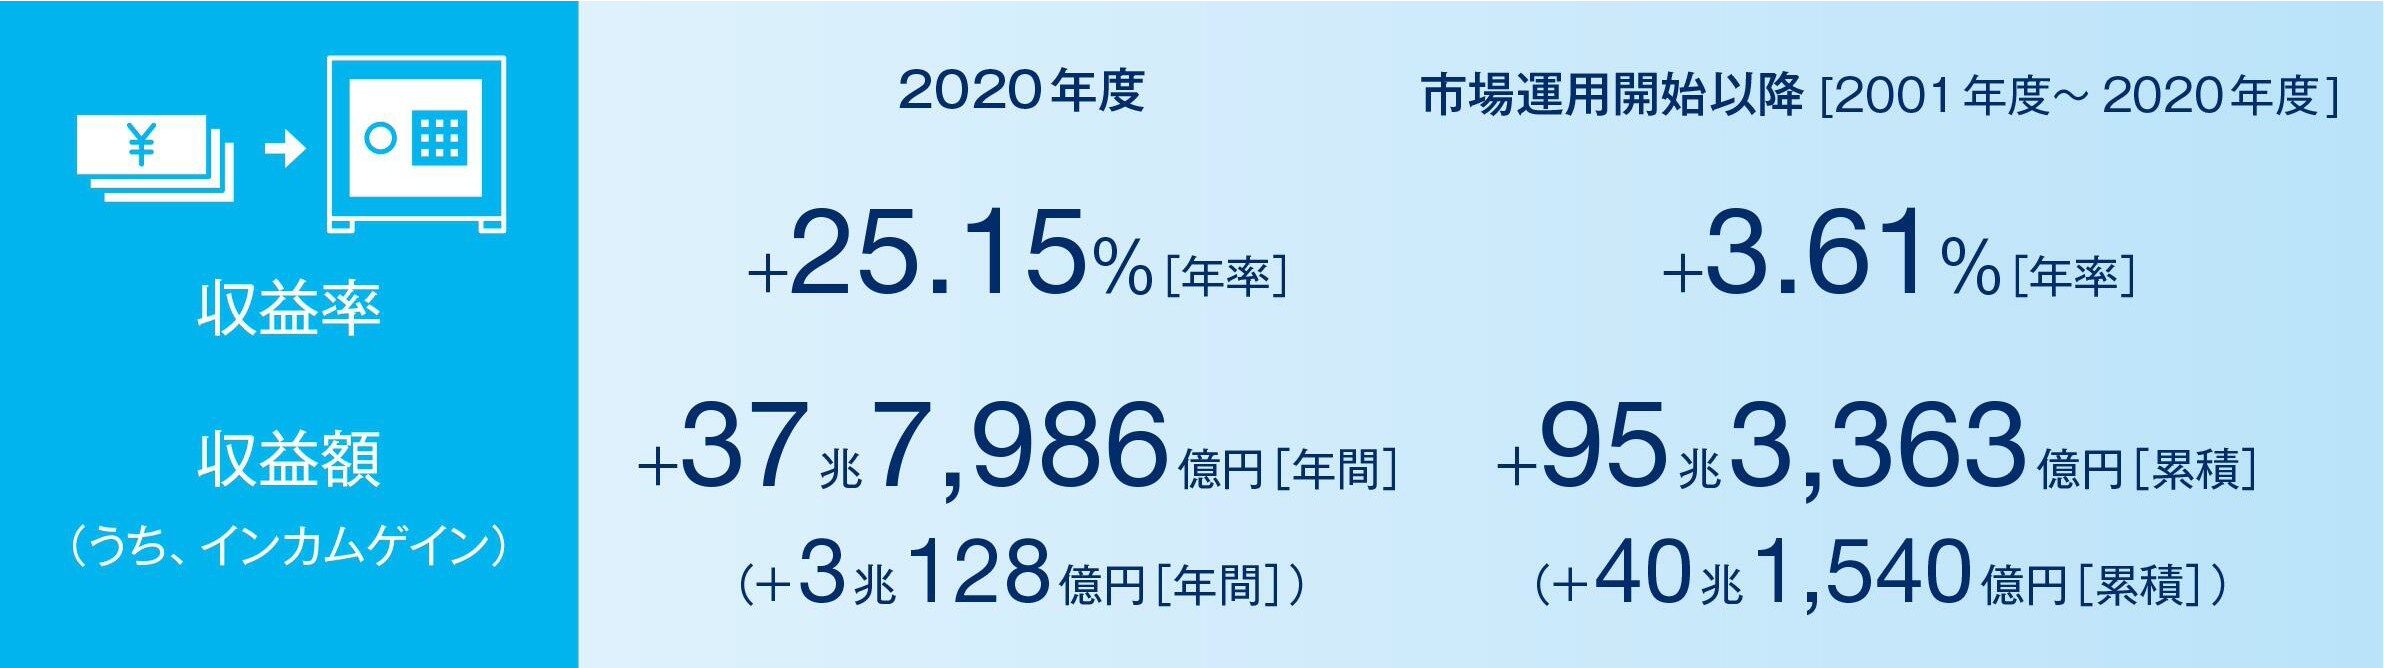 ¥
収益率
収益額
（うち、インカムゲイン）
2020年度
+25.15%［年率］
+37兆7,986億円［年間］
（+3兆128億円［年間］）
市場運用開始以降［2001年度～2020年度］
+3.61%［年率］
+95兆3,363億円［累積］
（+40兆1,540億円［累積］）